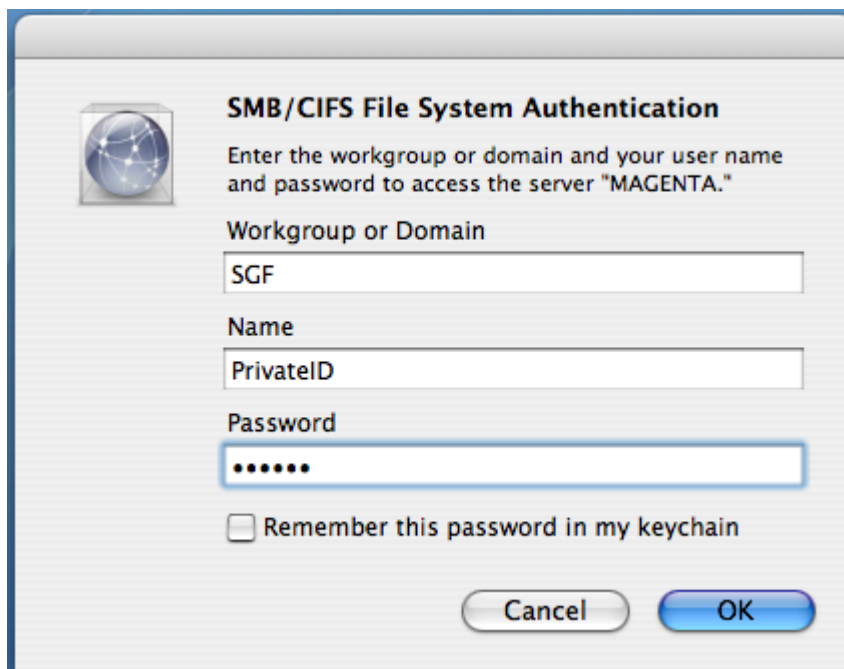 SMB/CIFS File System Authentication
Enter the workgroup or domain and your user name
and password to access the server "MAGENTA."
Workgroup or Domain
SGF
Name
PrivateID
Password
••••••
Remember this password in my keychain
Cancel OK